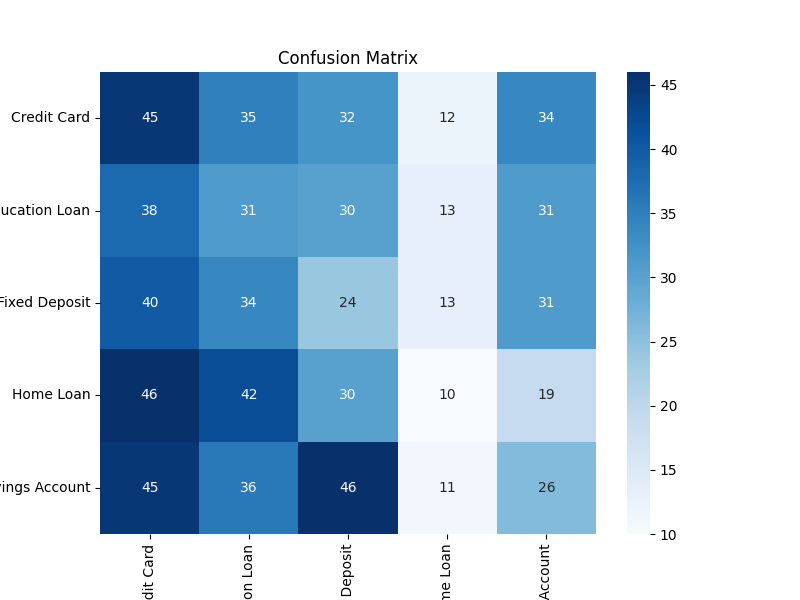 Confusion Matrix
Credit Card 45 35 32 12 34
ucation Loan 38 31 30 13 31
Fixed Deposit 40 34 24 13 31
Home Loan 46 42 30 10 19
ings Account 45 36 46 11 26
dit Card
on Loan
Deposit
me Loan
Account
45
40
35
30
25
20
15
10